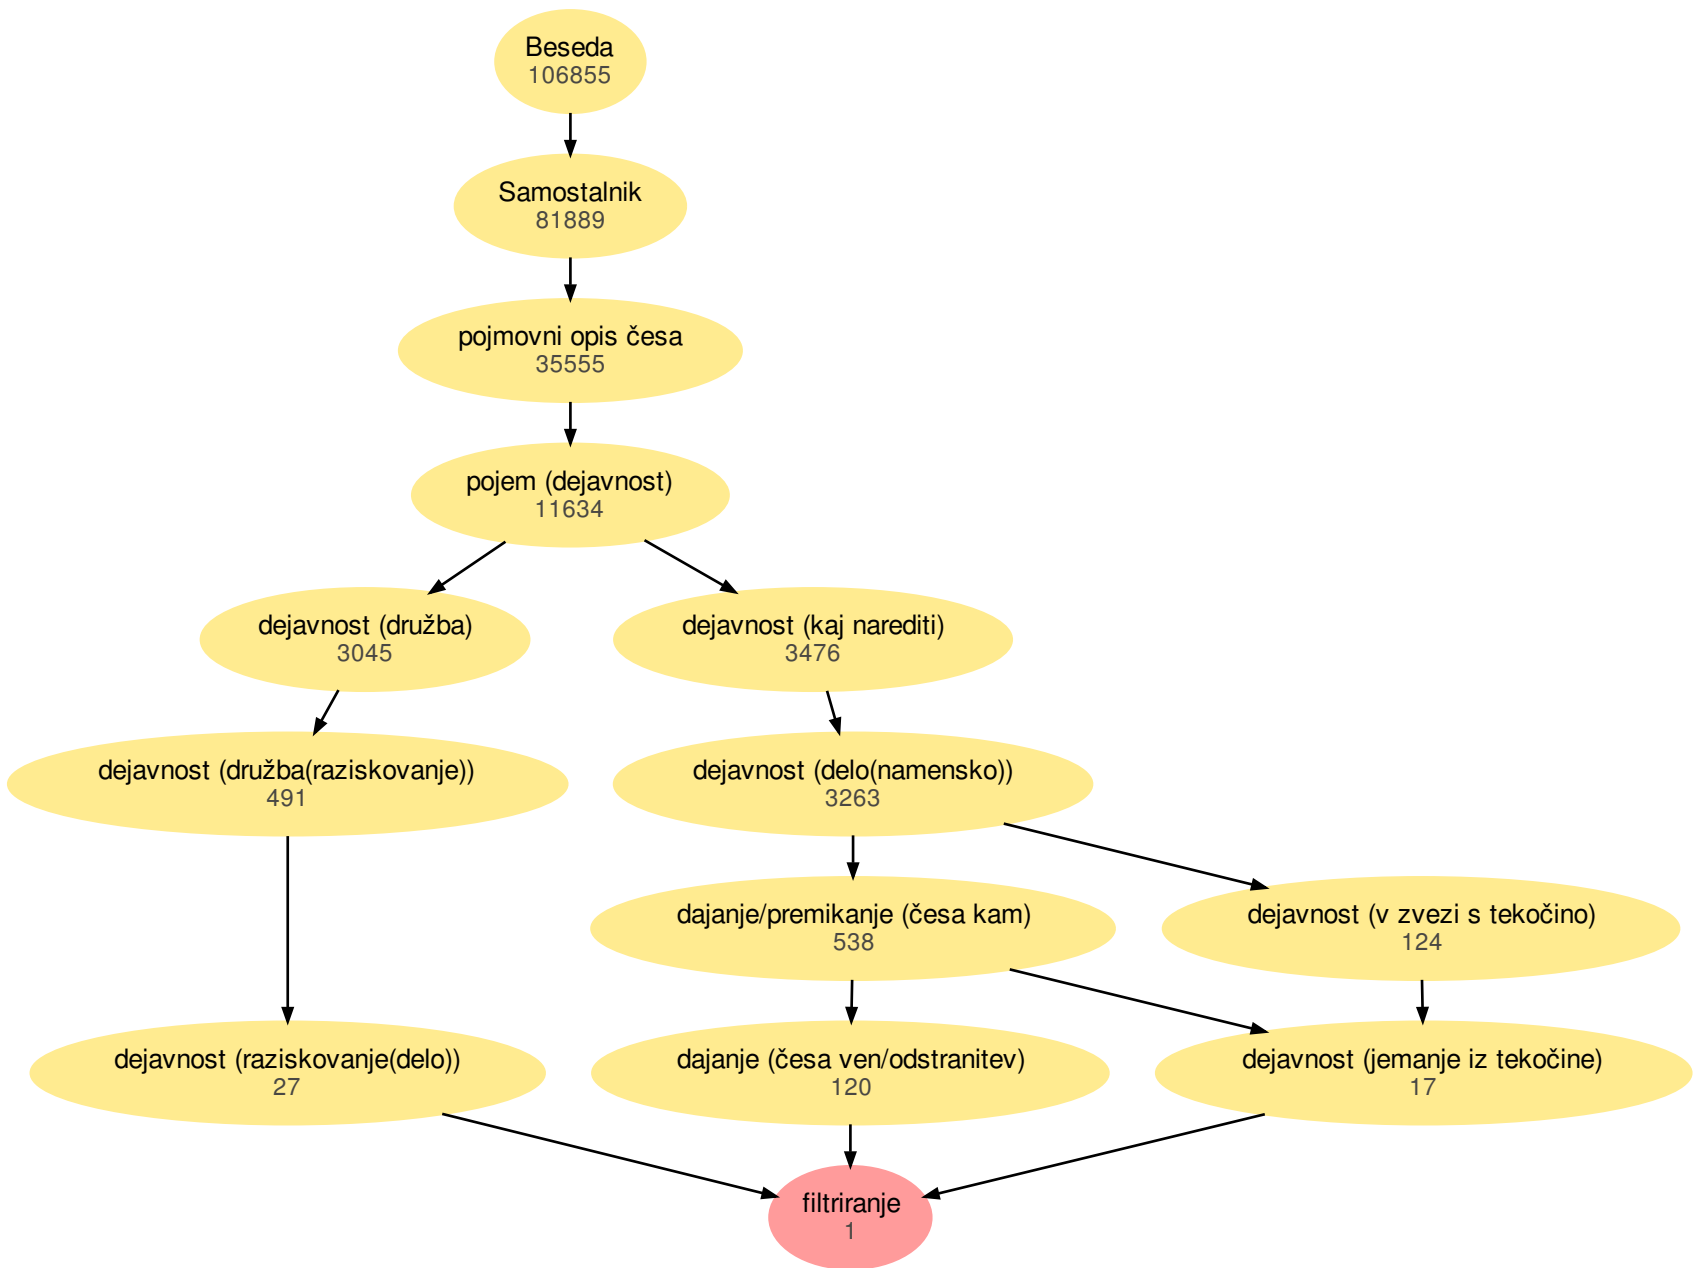 Beseda
106855
Samostalnik
81889
pojmovni opis česa
35555
pojem (dejavnost)
11634
dejavnost (družba)
3045
dejavnost (kaj narediti)
3476
dejavnost (družba(raziskovanje))
491
dejavnost (delo(namensko))
3263
dajanje/premikanje (česa kam)
538
dejavnost (v zvezi s tekočino)
124
dejavnost (raziskovanje(delo))
27
dajanje (česa ven/odstranitev)
120
dejavnost (jemanje iz tekočine)
17
filtriranje
1